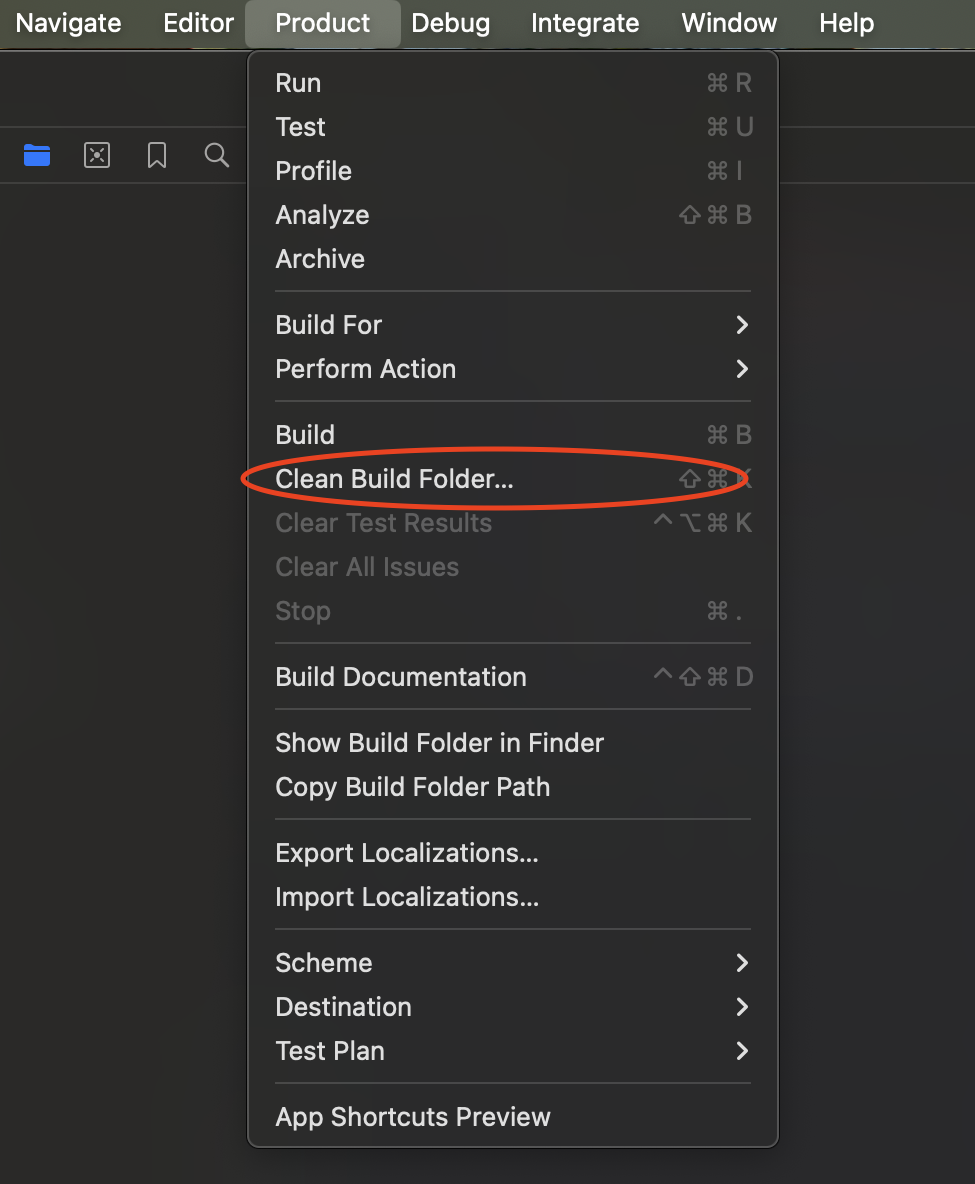 Navigate Editor Product Debug Integrate Window Help
Run ⌘ R
Test ⌘ U
Profile ⌘ I
Analyze ⇧ ⌘ B
Archive
Build For
Perform Action
Build ⌘ B
Clean Build Folder... ⇧ ⌘ K
Clear Test Results ^ ⌥ ⌘ K
Clear All Issues
Stop ⌘ .
Build Documentation ^ ⇧ ⌘ D
Show Build Folder in Finder
Copy Build Folder Path
Export Localizations...
Import Localizations...
Scheme
Destination
Test Plan
App Shortcuts Preview